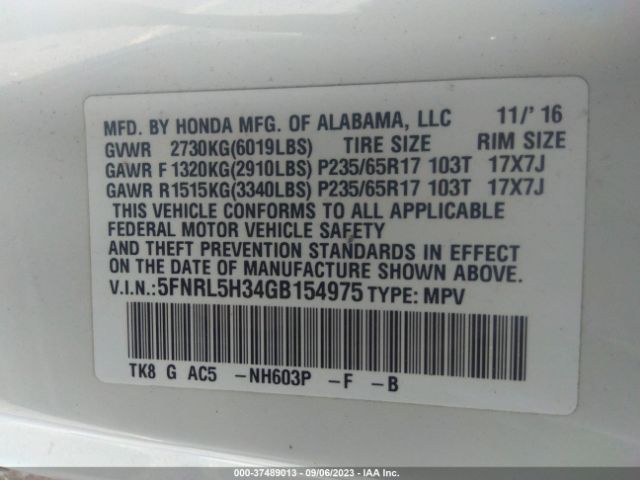 MFD. BY HONDA MFG. OF ALABAMA, LLC 11/' 16
GVWR 2730KG(6019LBS) TIRE SIZE RIM SIZE
GAWR F 1320KG(2910LBS) P235/65R17 103T 17X7J
GAWR R1515KG(3340LBS) P235/65R17 103T 17X7J
THIS VEHICLE CONFORMS TO ALL APPLICABLE
FEDERAL MOTOR VEHICLE SAFETY
AND THEFT PREVENTION STANDARDS IN EFFECT
ON THE DATE OF MANUFACTURE SHOWN ABOVE.
V.I.N.:5FNRL5H34GB154975 TYPE: MPV
TK8 G AC5 -NH603P -F -B
000-37489013 - 09/06/2023 - IAA Inc.